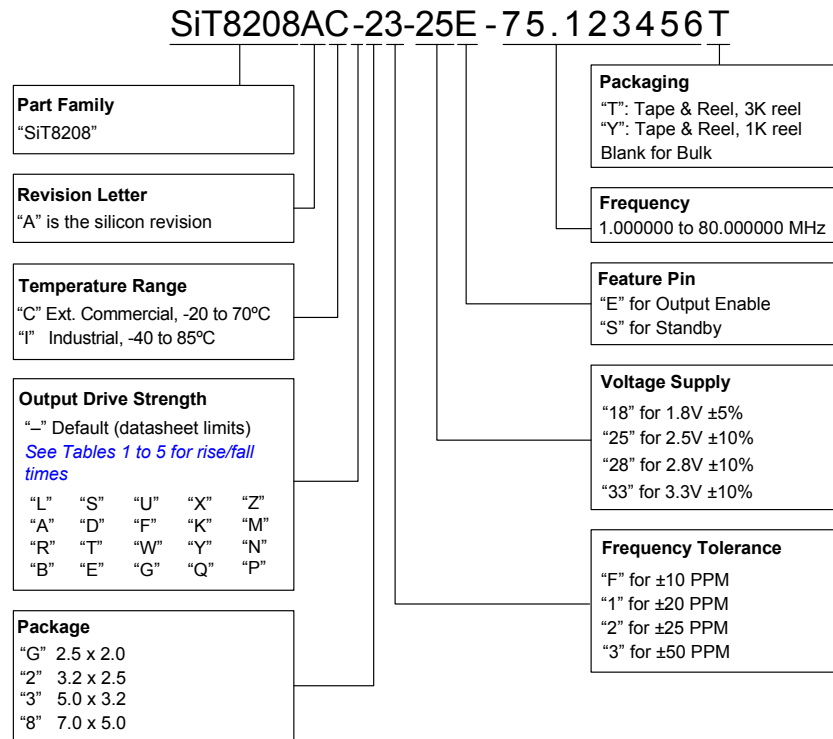 SiT8208AC-23-25E-75.123456T
Part Family
“SiT8208”
Revision Letter
“A” is the silicon revision
Temperature Range
“C” Ext. Commercial, -20 to 70ºC
“I” Industrial, -40 to 85ºC
Output Drive Strength
“–” Default (datasheet limits)
See Tables 1 to 5 for rise/fall
times
“L” “S” “U” “X” “Z”
“A” “D” “F” “K” “M”
“R” “T” “W” “Y” “N”
“B” “E” “G” “Q” “P”
Package
“G” 2.5 x 2.0
“2” 3.2 x 2.5
“3” 5.0 x 3.2
“8” 7.0 x 5.0
Packaging
“T”: Tape & Reel, 3K reel
“Y”: Tape & Reel, 1K reel
Blank for Bulk
Frequency
1.000000 to 80.000000 MHz
Feature Pin
“E” for Output Enable
“S” for Standby
Voltage Supply
“18” for 1.8V ±5%
“25” for 2.5V ±10%
“28” for 2.8V ±10%
“33” for 3.3V ±10%
Frequency Tolerance
“F” for ±10 PPM
“1” for ±20 PPM
“2” for ±25 PPM
“3” for ±50 PPM